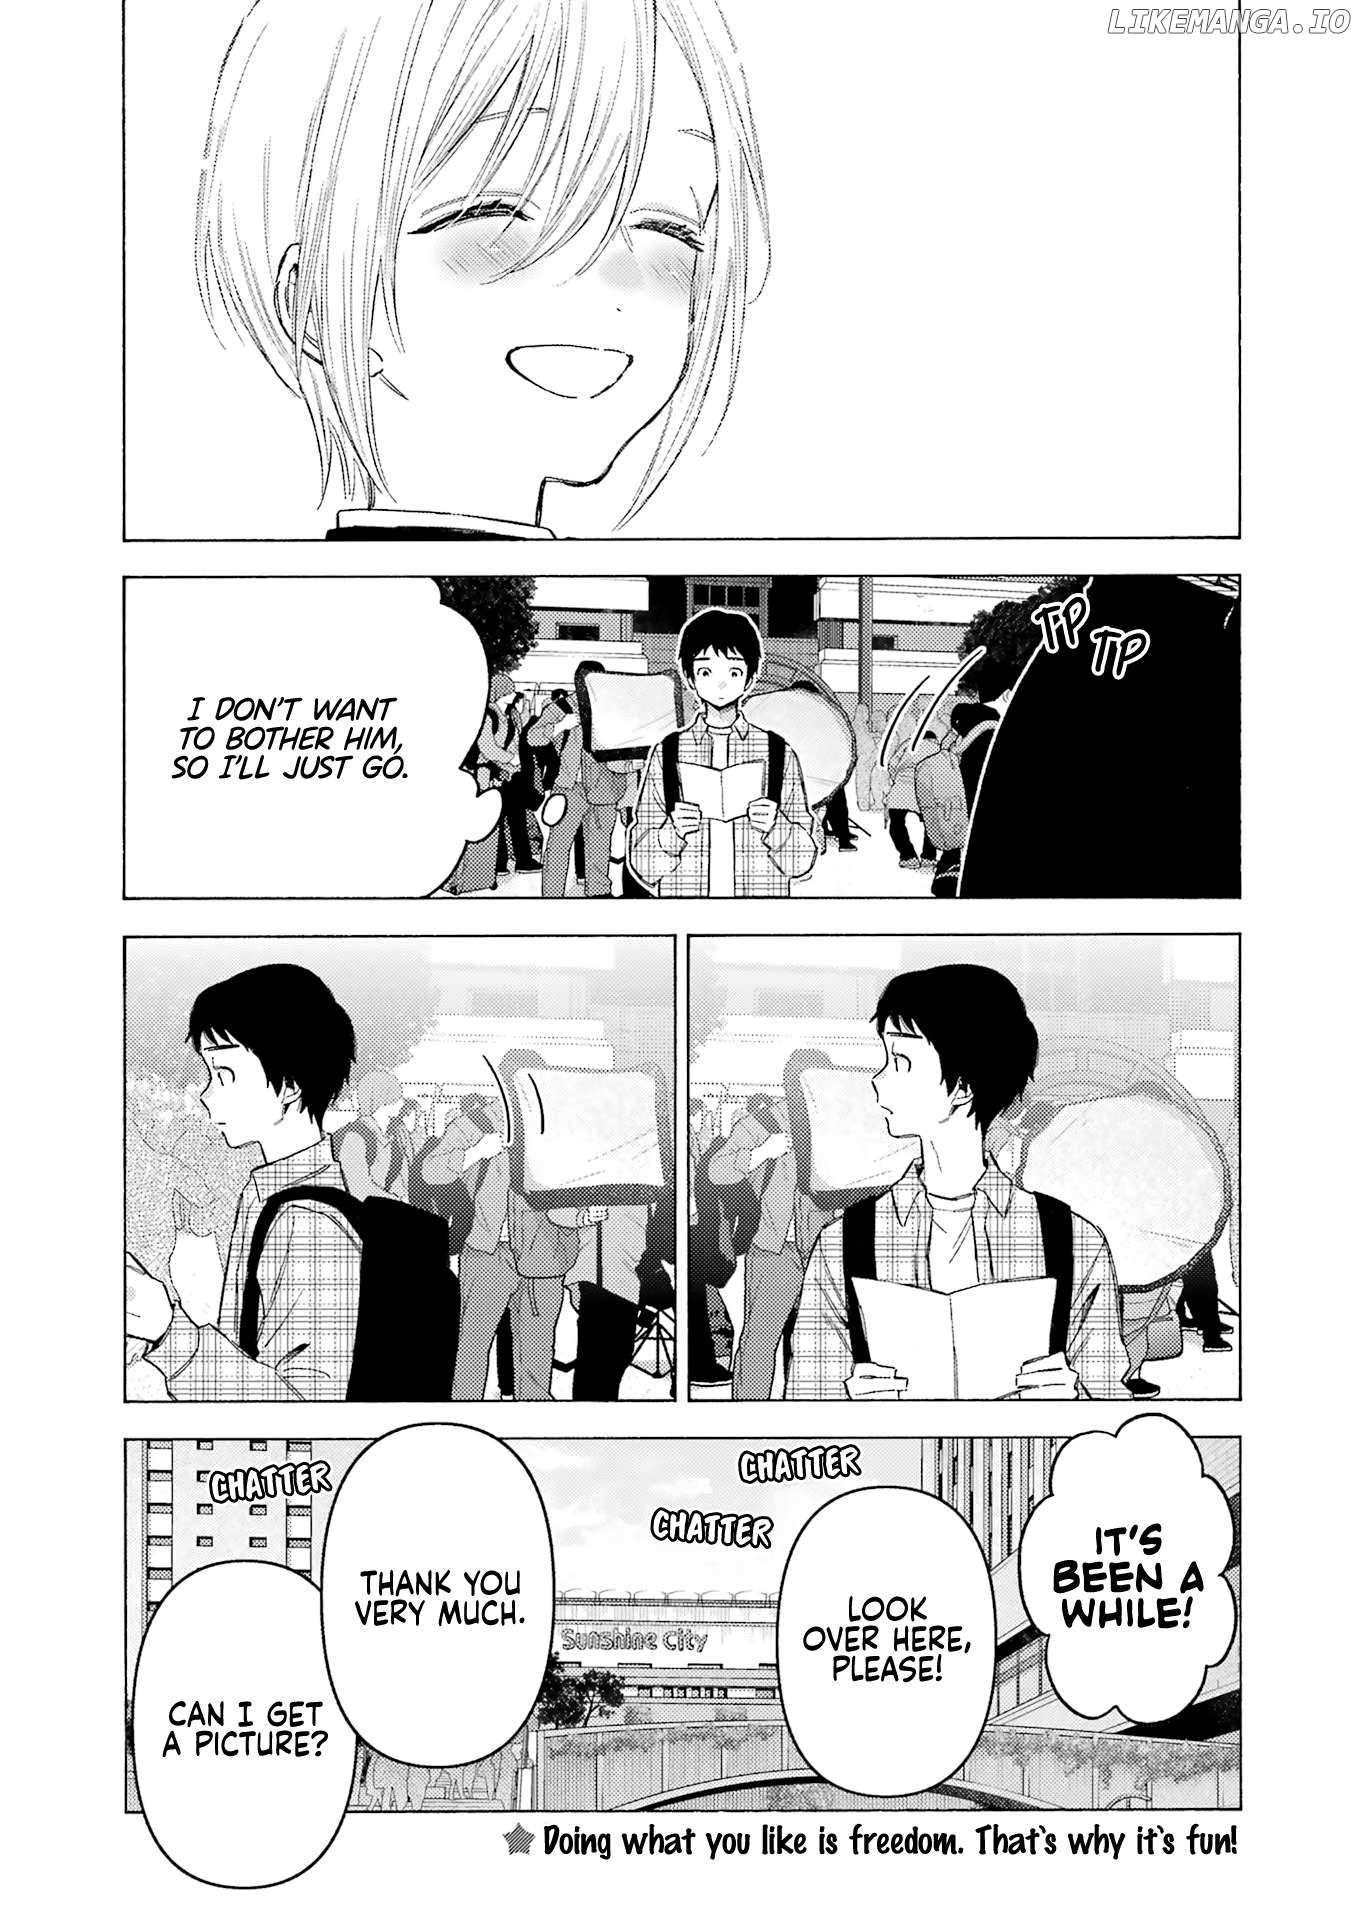 LIKEMANGA.IO
TP
TP
I DON'T WANT
TO BOTHER HIM,
SO I'LL JUST GO.
IT'S
BEEN A
WHILE!
CHATTER
CHATTER
LOOK
OVER HERE,
PLEASE!
THANK YOU
VERY MUCH.
CHATTER
CAN I GET
A PICTURE?
Sunshine City
Doing what you like is freedom. That's why it's fun!